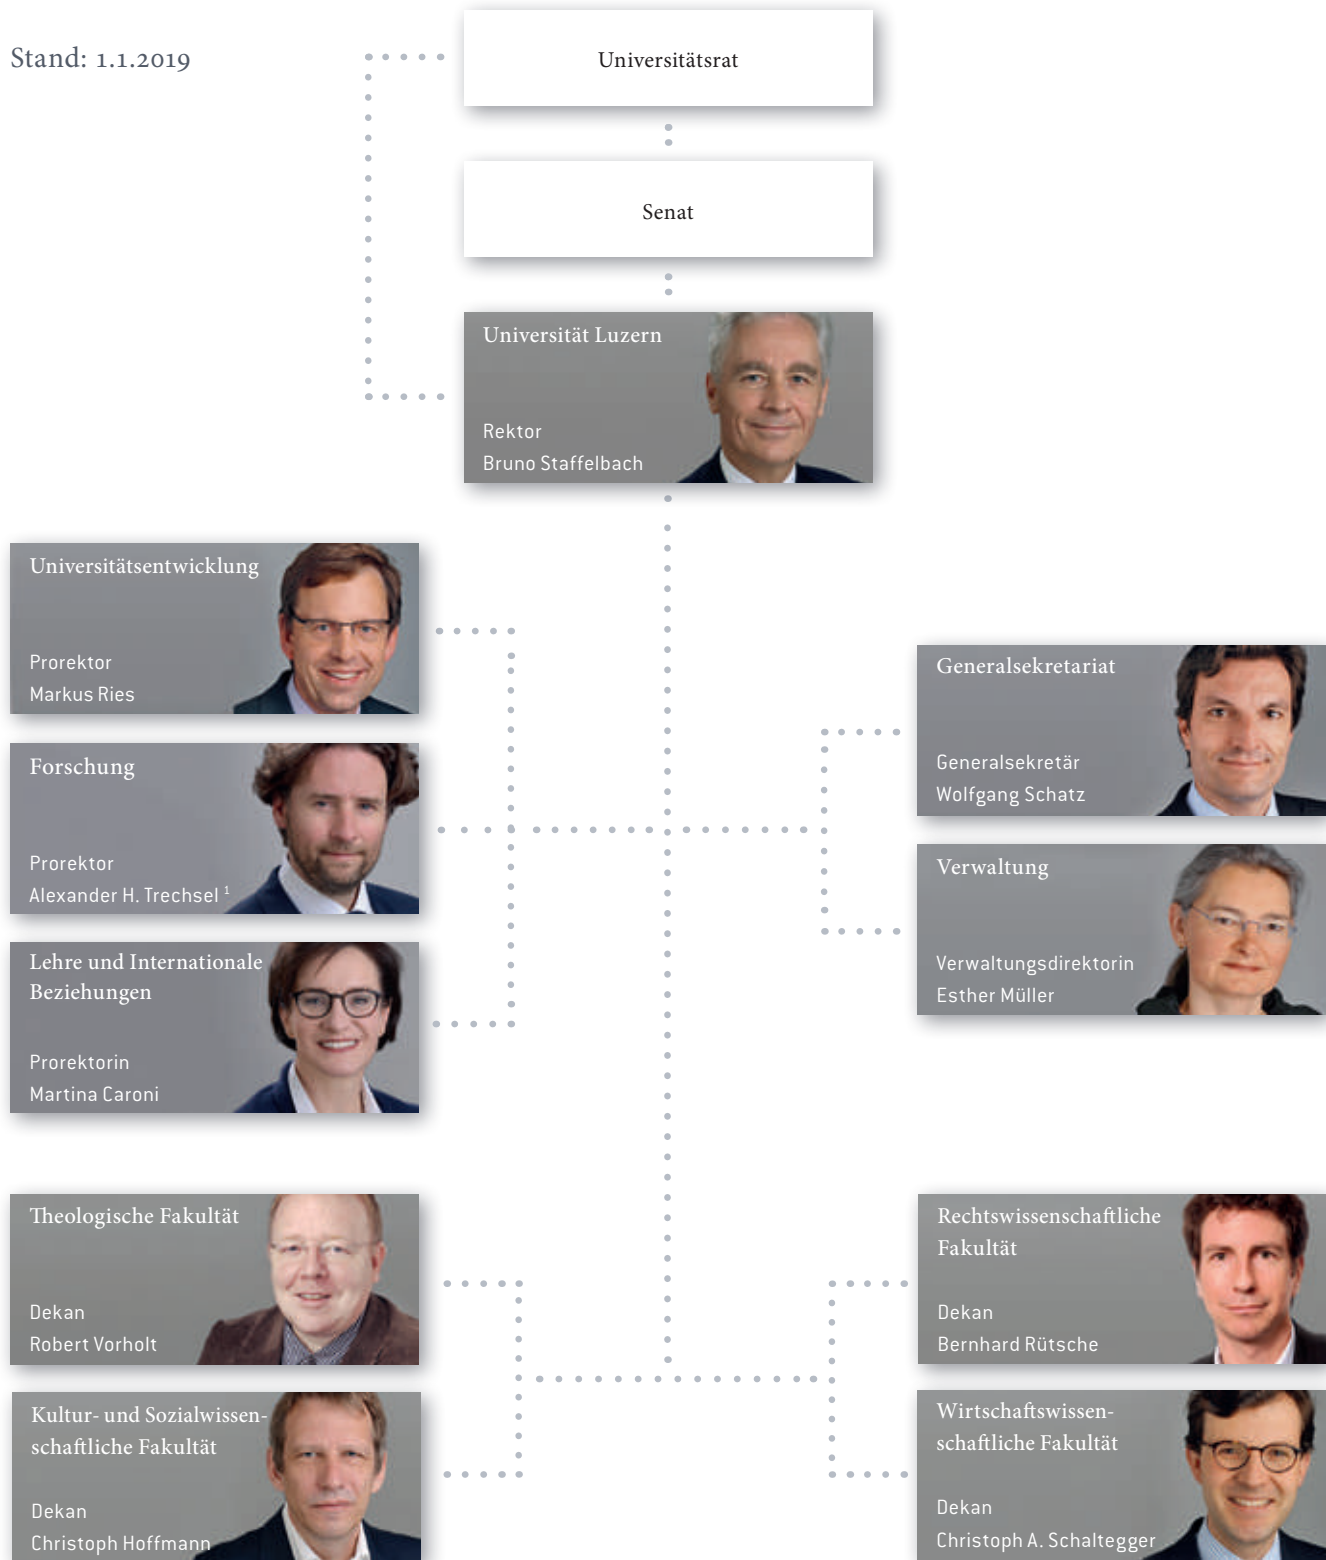 Stand: 1.1.2019
Universitätsrat
Senat
Universität Luzern
Rektor
Bruno Staffelbach
Universitätsentwicklung
Prorektor
Markus Ries
Forschung
Prorektor
Alexander H. Trechsel ¹
Lehre und Internationale
Beziehungen
Prorektorin
Martina Caroni
Generalsekretariat
Generalsekretär
Wolfgang Schatz
Verwaltung
Verwaltungsdirektorin
Esther Müller
Theologische Fakultät
Dekan
Robert Vorholt
Kultur- und Sozialwissen-
schaftliche Fakultät
Dekan
Christoph Hoffmann
Rechtswissenschaftliche
Fakultät
Dekan
Bernhard Rütsche
Wirtschaftswissen-
schaftliche Fakultät
Dekan
Christoph A. Schaltegger